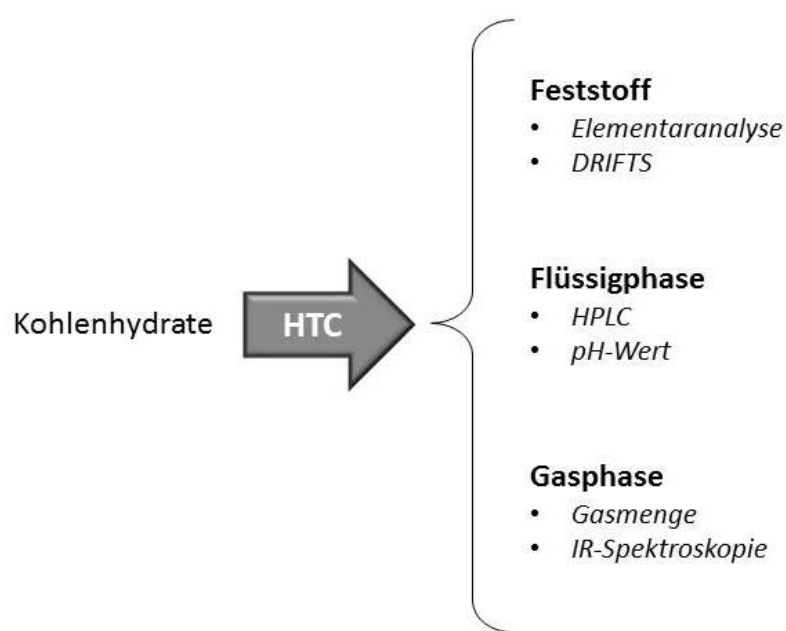 Feststoff
• Elementaranalyse
• DRIFTS
Kohlenhydrate
HTC
Flüssigphase
• HPLC
• pH-Wert
Gasphase
• Gasmenge
• IR-Spektroskopie